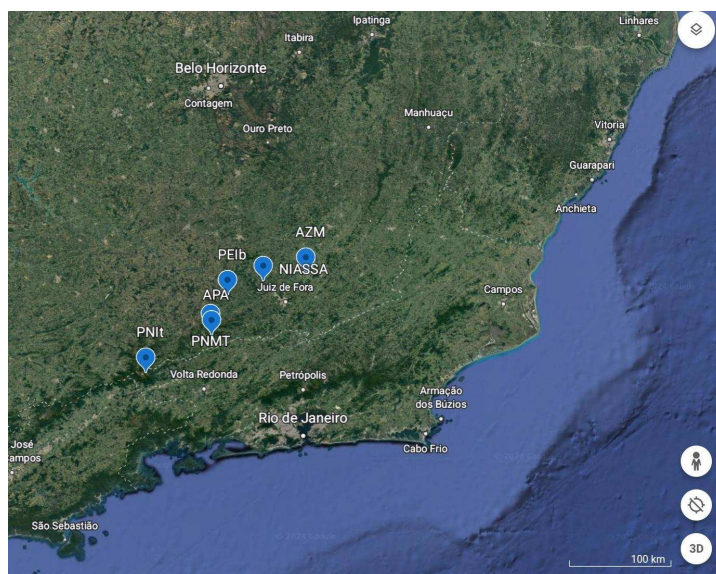 Ipatinga
Linhares
Itabira
Belo Horizonte
Contagem
Manhuaçu
Ouro Preto
Vitoria
Guarapari
Anchieta
AZM
PEIb
NIASSA
APA
Juiz de Fora
Campos
PNIt
PNMT
Volta Redonda
Petrópolis
Armação
dos Búzios
Rio de Janeiro
José
ampos
Cabo Frio
São Sebastião
3D
100 km